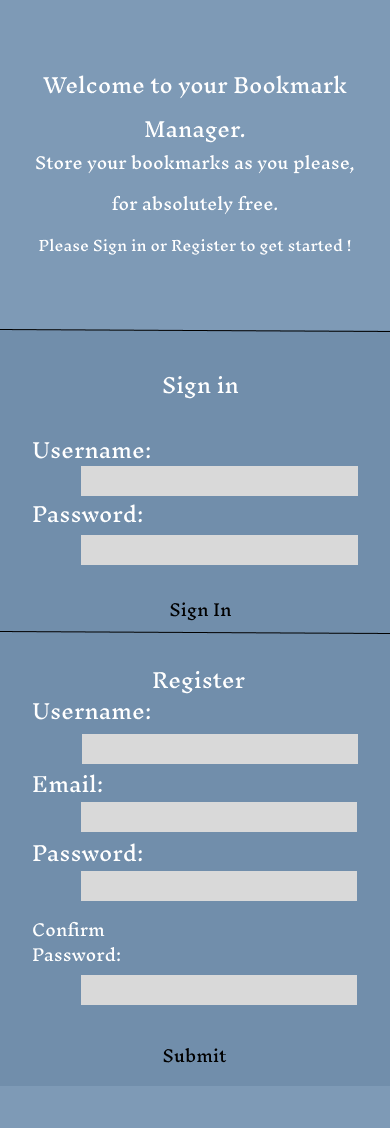 Welcome to your Bookmark
Manager.
Store your bookmarks as you please,
for absolutely free.
Please Sign in or Register to get started !
Sign in
Username:
Password:
Sign In
Register
Username:
Email:
Password:
Confirm
Password:
Submit